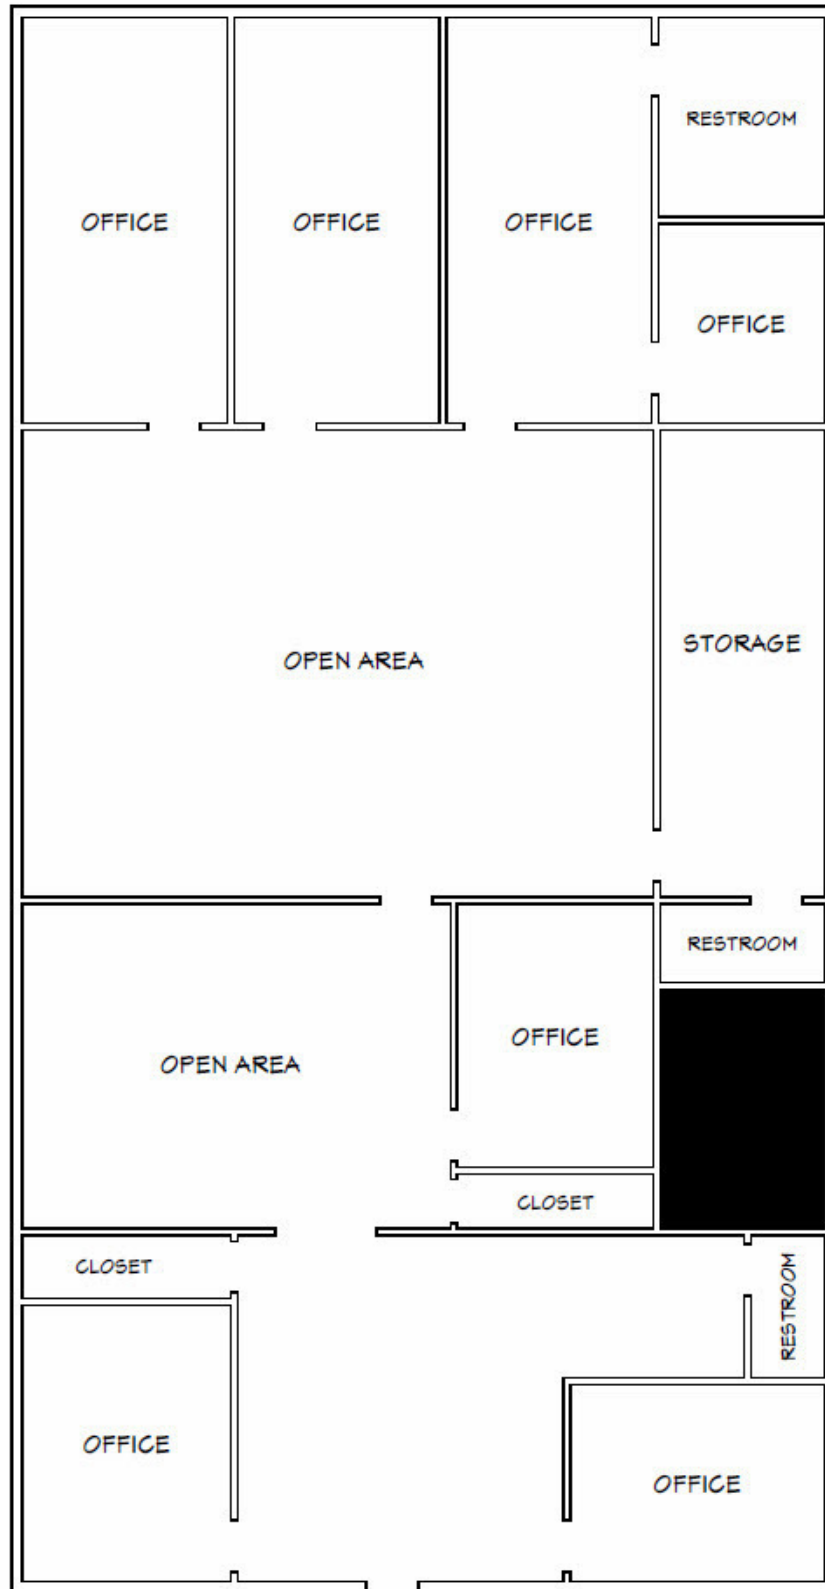 RESTROOM
OFFICE
OFFICE
OFFICE
OFFICE
STORAGE
OPEN AREA
RESTROOM
OFFICE
OPEN AREA
CLOSET
CLOSET
RESTROOM
OFFICE
OFFICE